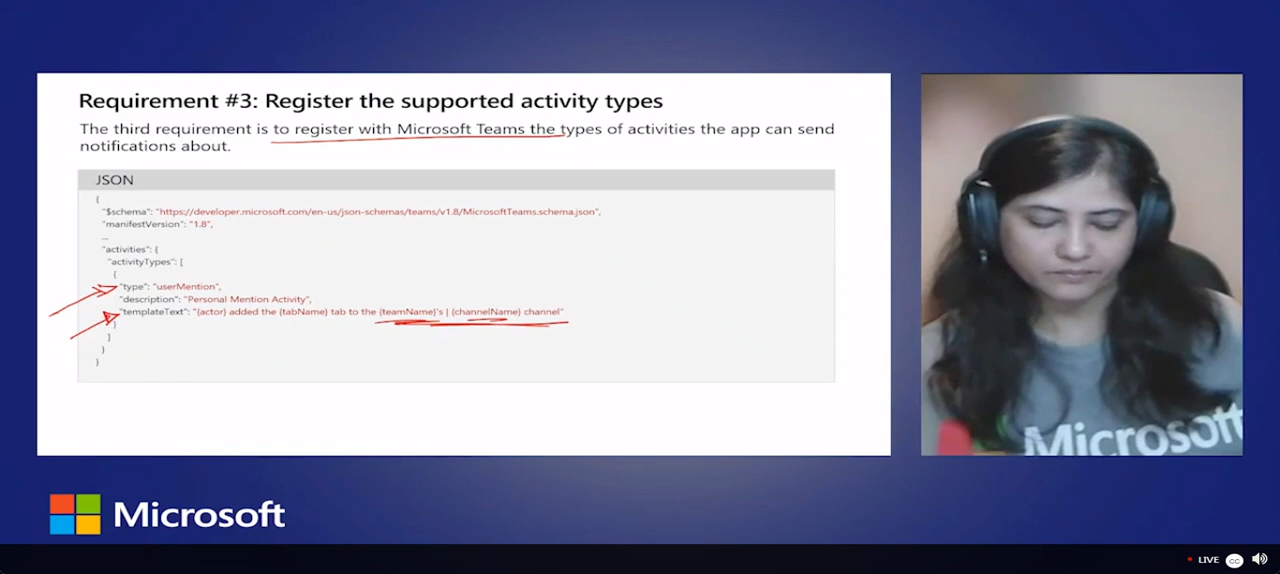 Requirement #3: Register the supported activity types
The third requirement is to register with Microsoft Teams the types of activities the app can send
notifications about.
JSON
{
"$schema": "https://developer.microsoft.com/en-us/json-schemas/teams/v1.8/MicrosoftTeams.schema.json",
"manifestVersion": "1.8",
...
"activities": {
"activityTypes": [
{
"type": "userMention",
"description": "Personal Mention Activity",
"templateText": "{actor} added the {tabName} tab to the {teamName}'s | {channelName} channel"
}
]
}
}
Microsoft
Microsoft
LIVE
CC